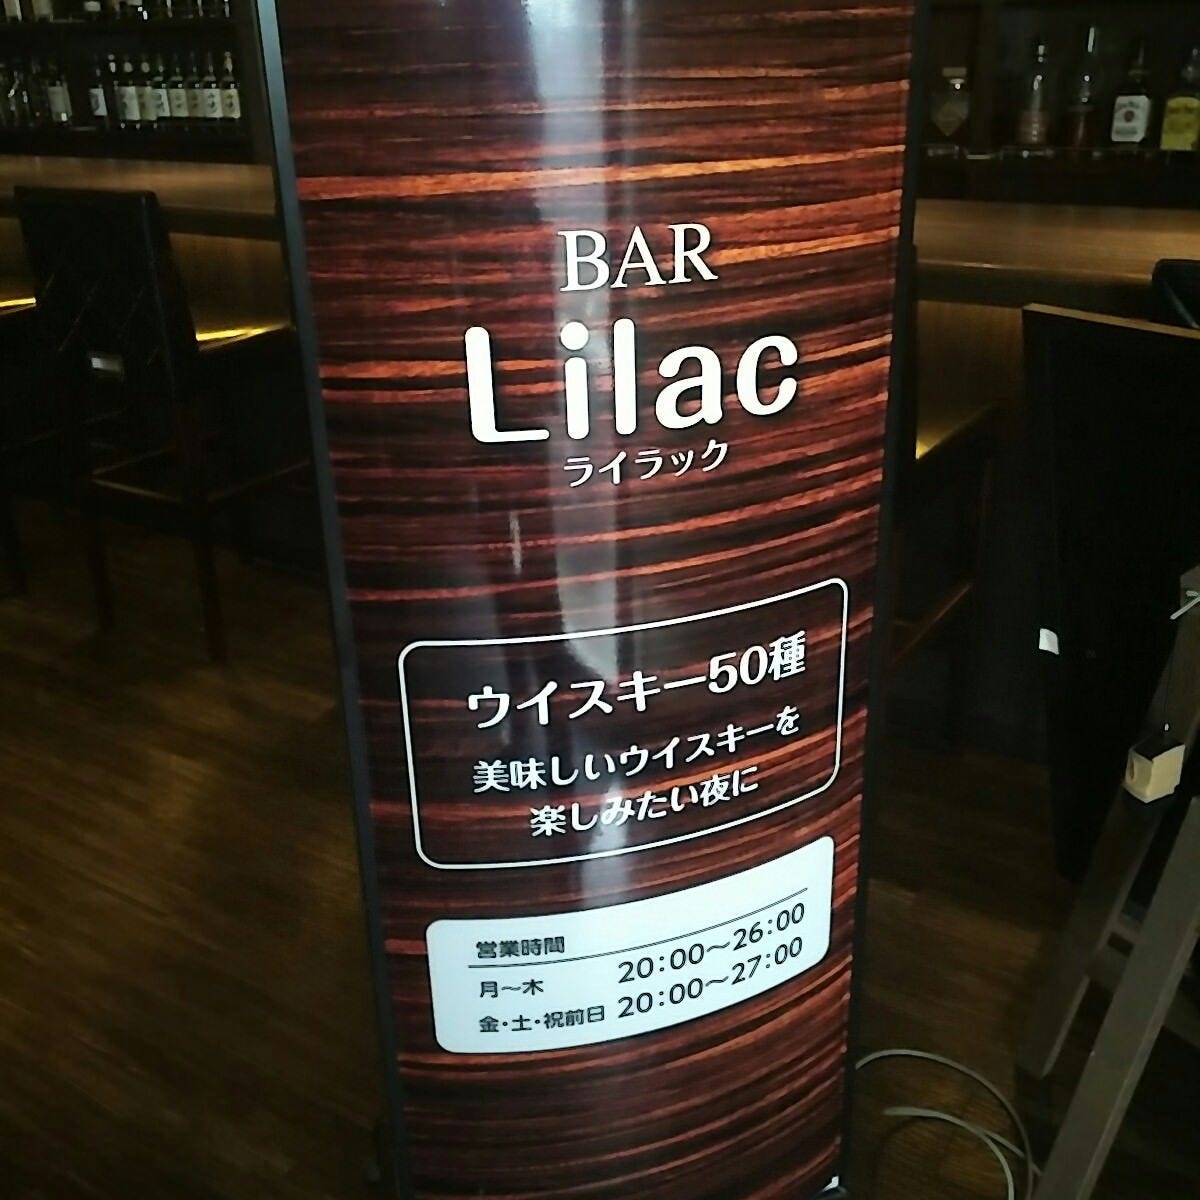 BAR
Lilac
ライラック
ウイスキー50種
美味しいウイスキーを
楽しみたい夜に
営業時間
月～木 20:00～26:00
金・土・祝前日 20:00～27:00